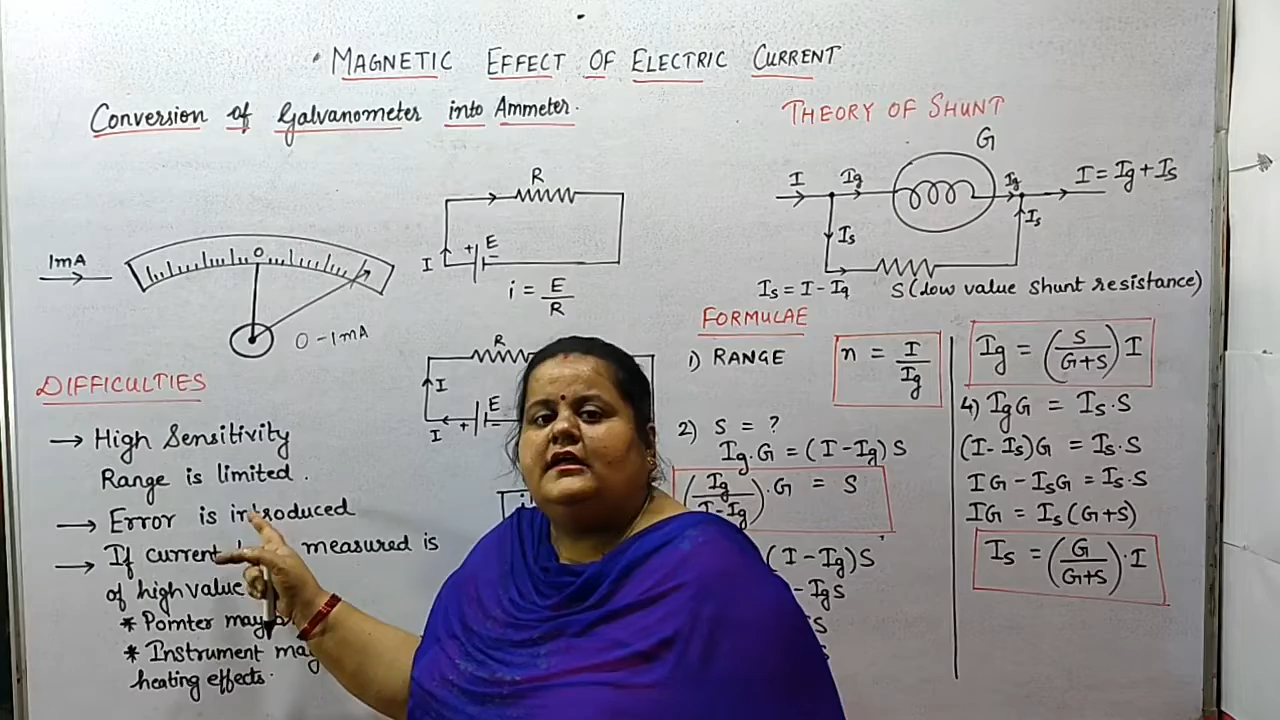 MAGNETIC EFFECT OF ELECTRIC CURRENT
Conversion of Galvanometer into Ammeter.
1mA
0
0-1mA
R
+ E -
I
i = E/R
R
I
I + E
DIFFICULTIES
→ High Sensitivity
Range is limited.
→ Error is introduced
→ If current measured is
of high value
* Pointer may
* Instrument may
heating effects.
THEORY OF SHUNT
G
I Ig Ig I = Ig + Is
Is Is
Is = I - Ig S (low value shunt resistance)
FORMULAE
1) RANGE n = I/Ig
2) S = ?
Ig.G = (I-Ig)S
(Ig/I-Ig).G = S
(I-Ig)S
- IgS
S
S
Ig = (S/G+S) I
4) IgG = Is.S
(I-Is)G = Is.S
IG - IsG = Is.S
IG = Is(G+S)
Is = (G/G+S).I